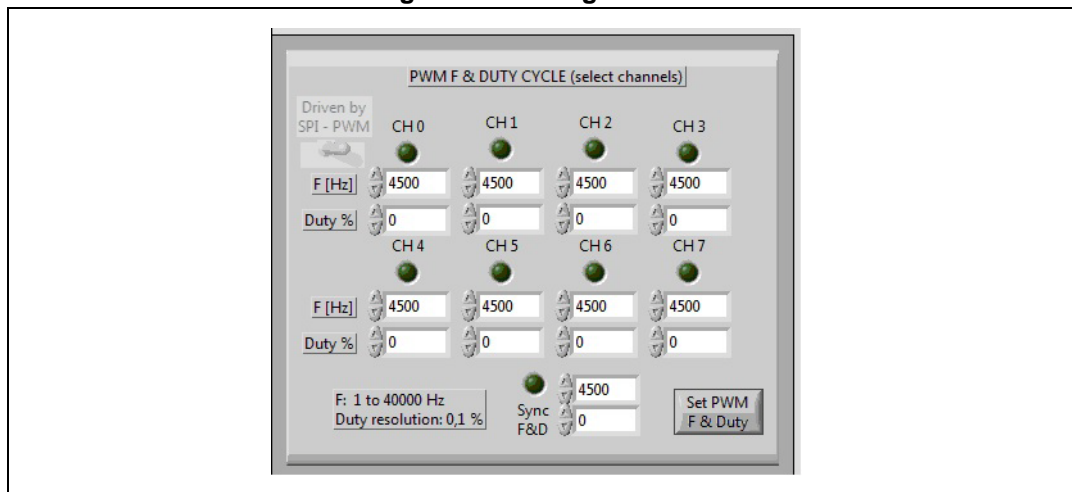 PWM F & DUTY CYCLE (select channels)
Driven by
SPI - PWM
CH 0 CH 1 CH 2 CH 3
F [Hz] 4500 4500 4500 4500
Duty % 0 0 0 0
CH 4 CH 5 CH 6 CH 7
F [Hz] 4500 4500 4500 4500
Duty % 0 0 0 0
F: 1 to 40000 Hz
Duty resolution: 0,1 %
Sync
F&D
4500
0
Set PWM
F & Duty